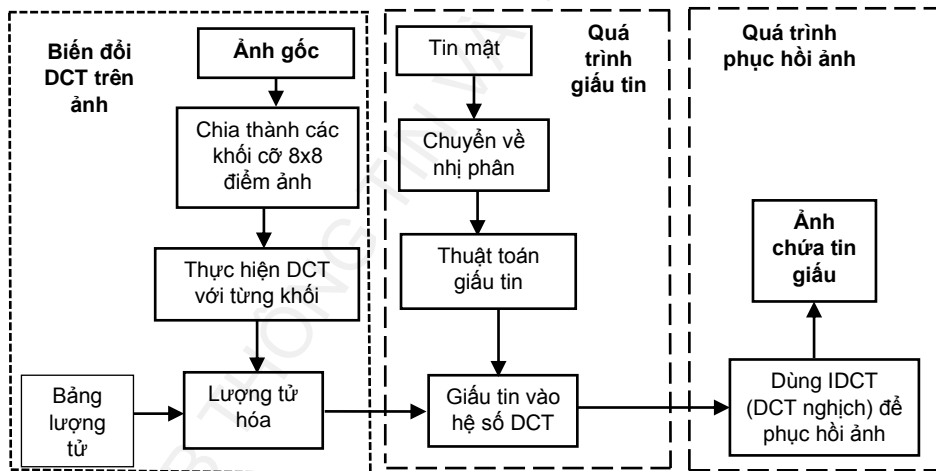 Biến đổi
DCT trên
ảnh
Ảnh gốc
Chia thành các
khối cỡ 8x8
điểm ảnh
Thực hiện DCT
với từng khối
Bảng
lượng
tử
Lượng tử
hóa
Tin mật
Quá
trình
giấu tin
Chuyển về
nhị phân
Thuật toán
giấu tin
Giấu tin vào
hệ số DCT
Quá trình
phục hồi ảnh
Ảnh
chứa tin
giấu
Dùng IDCT
(DCT nghịch) để
phục hồi ảnh
THÔNG TIN VÀ